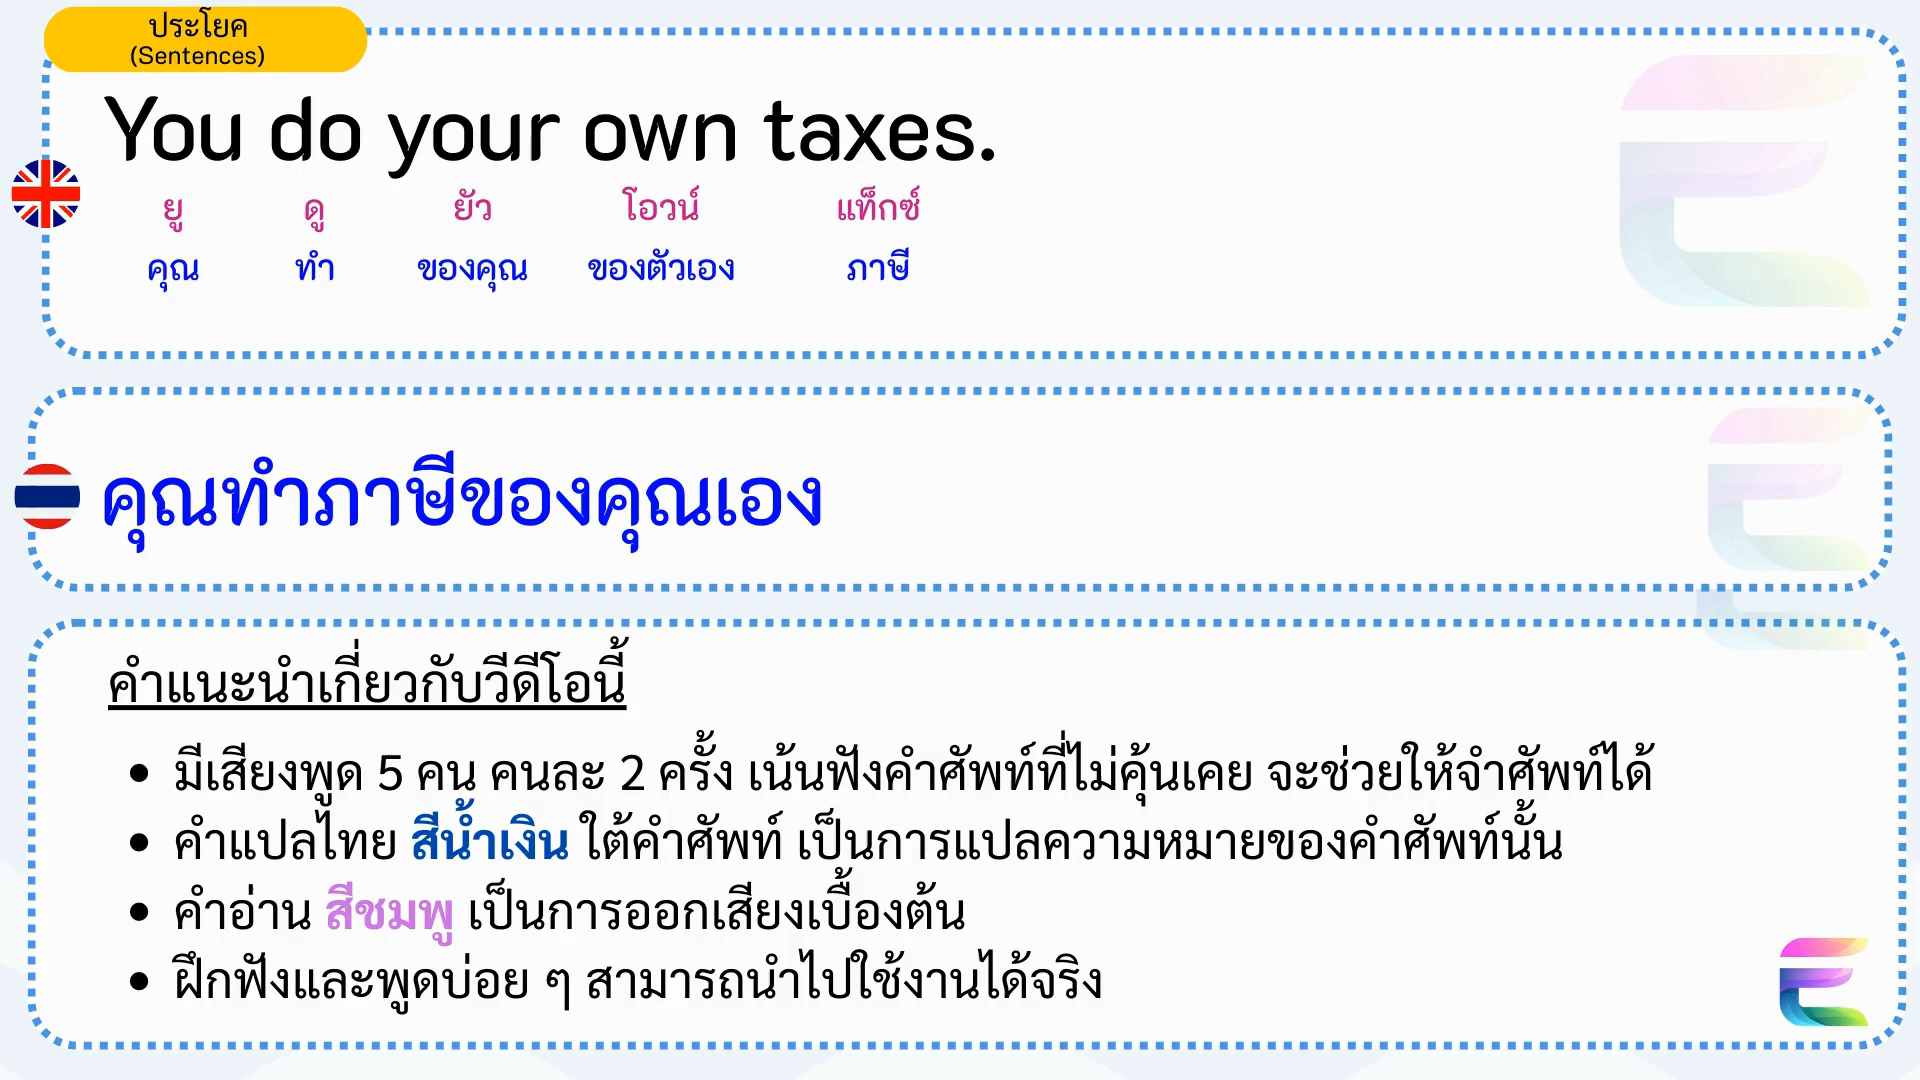 ประโยค
(Sentences)
You do your own taxes.
ยู ดู ยัว โอวน์ แท็กซ์
คุณ ทำ ของคุณ ของตัวเอง ภาษี
คุณทำภาษีของคุณเอง
คำแนะนำเกี่ยวกับวีดีโอนี้
• มีเสียงพูด 5 คน คนละ 2 ครั้ง เน้นฟังคำศัพท์ที่ไม่คุ้นเคย จะช่วยให้จำศัพท์ได้
• คำแปลไทย สีน้ำเงิน ใต้คำศัพท์ เป็นการแปลความหมายของคำศัพท์นั้น
• คำอ่าน สีชมพู เป็นการออกเสียงเบื้องต้น
• ฝึกฟังและพูดบ่อย ๆ สามารถนำไปใช้งานได้จริง